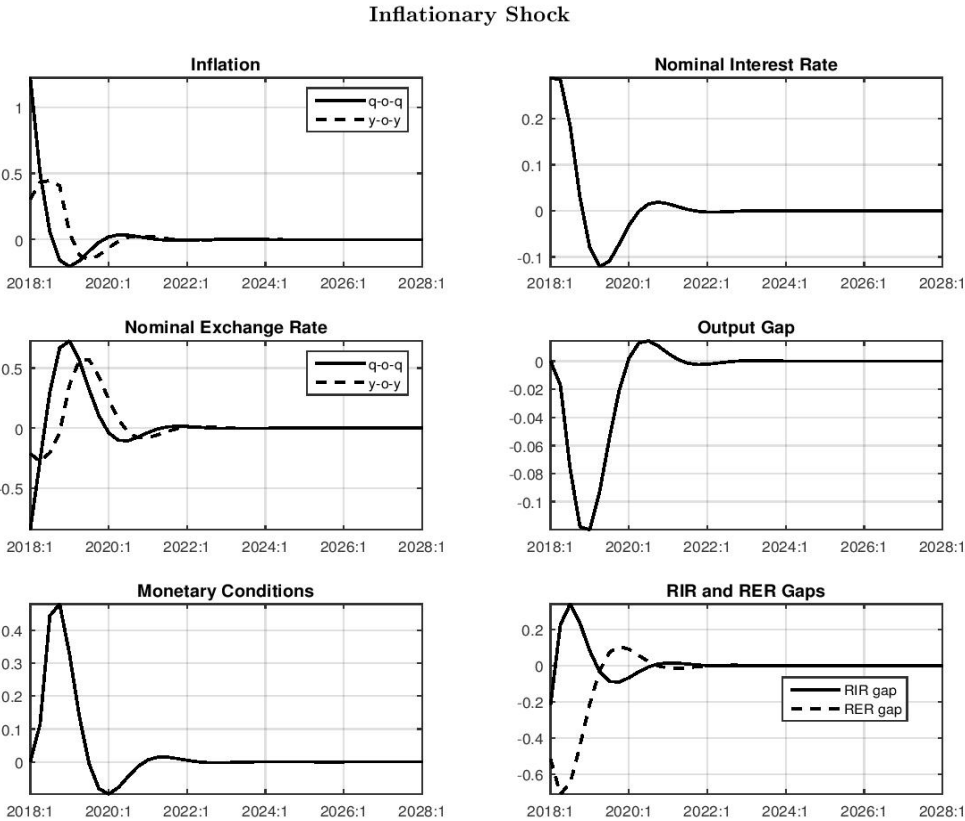 Inflationary Shock
Inflation
1
0.5
0
q-o-q
y-o-y
2018:1 2020:1 2022:1 2024:1 2026:1 2028:1
Nominal Interest Rate
0.2
0.1
0
-0.1
2018:1 2020:1 2022:1 2024:1 2026:1 2028:1
Nominal Exchange Rate
0.5
0
-0.5
q-o-q
y-o-y
2018:1 2020:1 2022:1 2024:1 2026:1 2028:1
Output Gap
0
-0.02
-0.04
-0.06
-0.08
-0.1
2018:1 2020:1 2022:1 2024:1 2026:1 2028:1
Monetary Conditions
0.4
0.3
0.2
0.1
0
2018:1 2020:1 2022:1 2024:1 2026:1 2028:1
RIR and RER Gaps
0.2
0
-0.2
-0.4
-0.6
RIR gap
RER gap
2018:1 2020:1 2022:1 2024:1 2026:1 2028:1